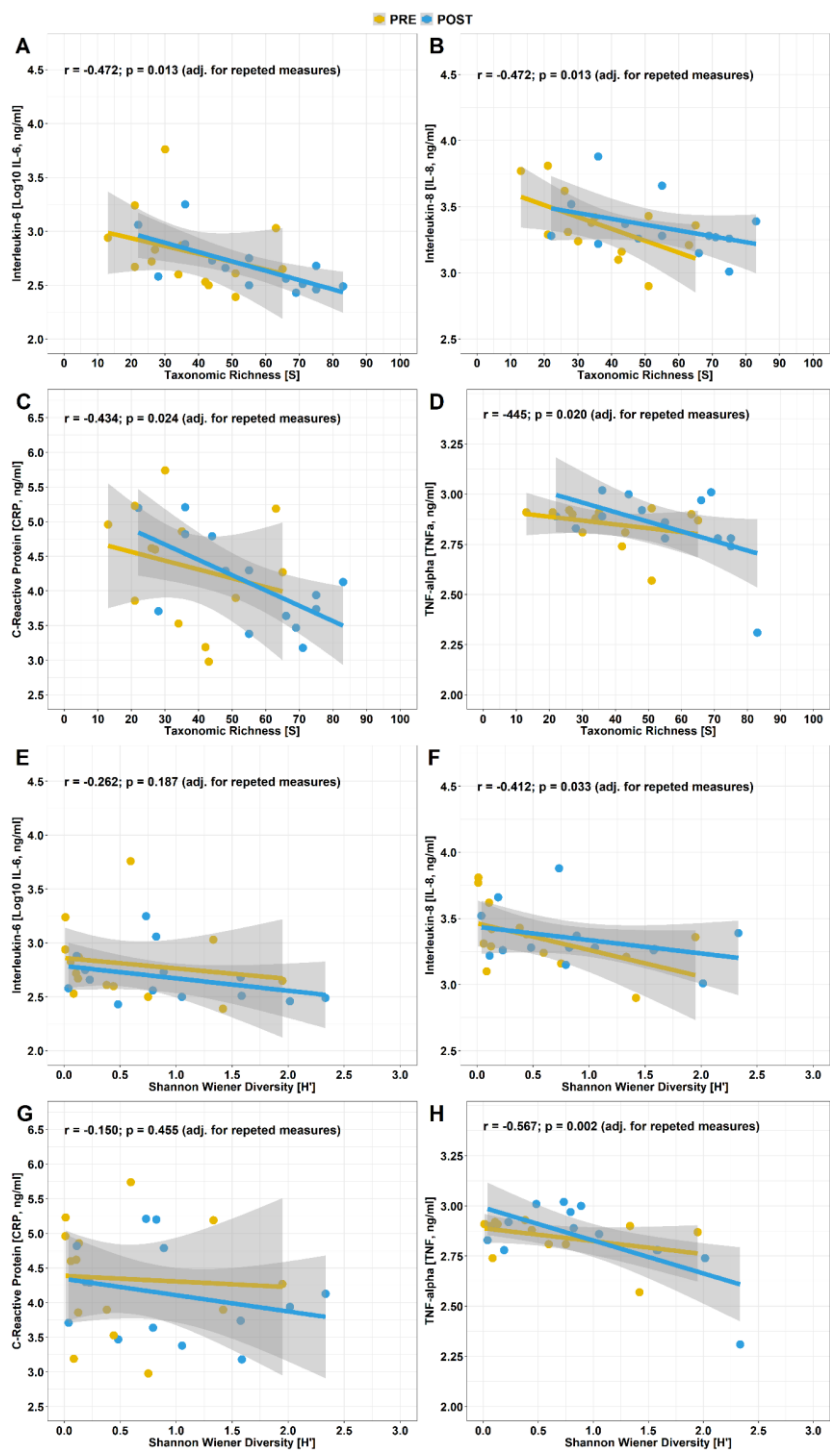 PRE POST
A
r = -0.472; p = 0.013 (adj. for repeted measures)
Interleukin-6 [Log10 IL-6, ng/ml]
4.5
4.0
3.5
3.0
2.5
2.0
0 10 20 30 40 50 60 70 80 90 100
Taxonomic Richness [S]
B
r = -0.472; p = 0.013 (adj. for repeted measures)
Interleukin-8 [IL-8, ng/ml]
4.5
4.0
3.5
3.0
2.5
0 10 20 30 40 50 60 70 80 90 100
Taxonomic Richness [S]
C
r = -0.434; p = 0.024 (adj. for repeted measures)
C-Reactive Protein [CRP, ng/ml]
6.5
6.0
5.5
5.0
4.5
4.0
3.5
3.0
2.5
0 10 20 30 40 50 60 70 80 90 100
Taxonomic Richness [S]
D
r = -445; p = 0.020 (adj. for repeted measures)
TNF-alpha [TNFa, ng/ml]
3.25
3.00
2.75
2.50
2.25
2.00
0 10 20 30 40 50 60 70 80 90 100
Taxonomic Richness [S]
E
r = -0.262; p = 0.187 (adj. for repeted measures)
Interleukin-6 [Log10 IL-6, ng/ml]
4.5
4.0
3.5
3.0
2.5
2.0
0.0 0.5 1.0 1.5 2.0 2.5 3.0
Shannon Wiener Diversity [H']
F
r = -0.412; p = 0.033 (adj. for repeted measures)
Interleukin-8 [IL-8, ng/ml]
4.5
4.0
3.5
3.0
2.5
0.0 0.5 1.0 1.5 2.0 2.5 3.0
Shannon Wiener Diversity [H']
G
r = -0.150; p = 0.455 (adj. for repeted measures)
C-Reactive Protein [CRP, ng/ml]
6.5
6.0
5.5
5.0
4.5
4.0
3.5
3.0
2.5
0.0 0.5 1.0 1.5 2.0 2.5 3.0
Shannon Wiener Diversity [H']
H
r = -0.567; p = 0.002 (adj. for repeted measures)
TNF-alpha [TNF, ng/ml]
3.25
3.00
2.75
2.50
2.25
2.00
0.0 0.5 1.0 1.5 2.0 2.5 3.0
Shannon Wiener Diversity [H']